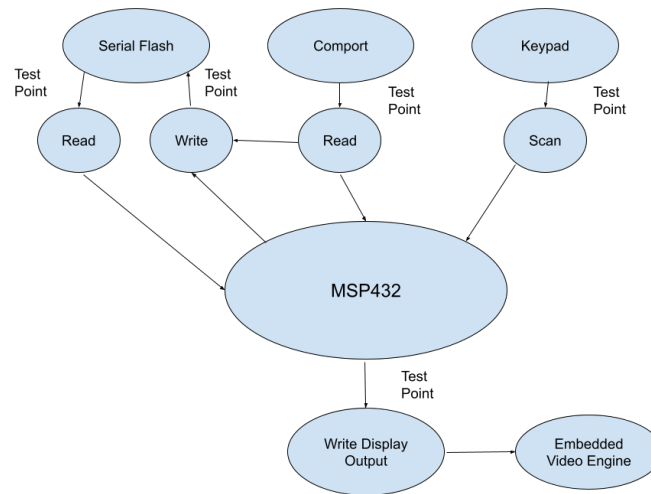 Serial Flash
Comport
Keypad
Test
Point
Test
Point
Test
Point
Test
Point
Read
Write
Read
Scan
MSP432
Test
Point
Write Display
Output
Embedded
Video Engine